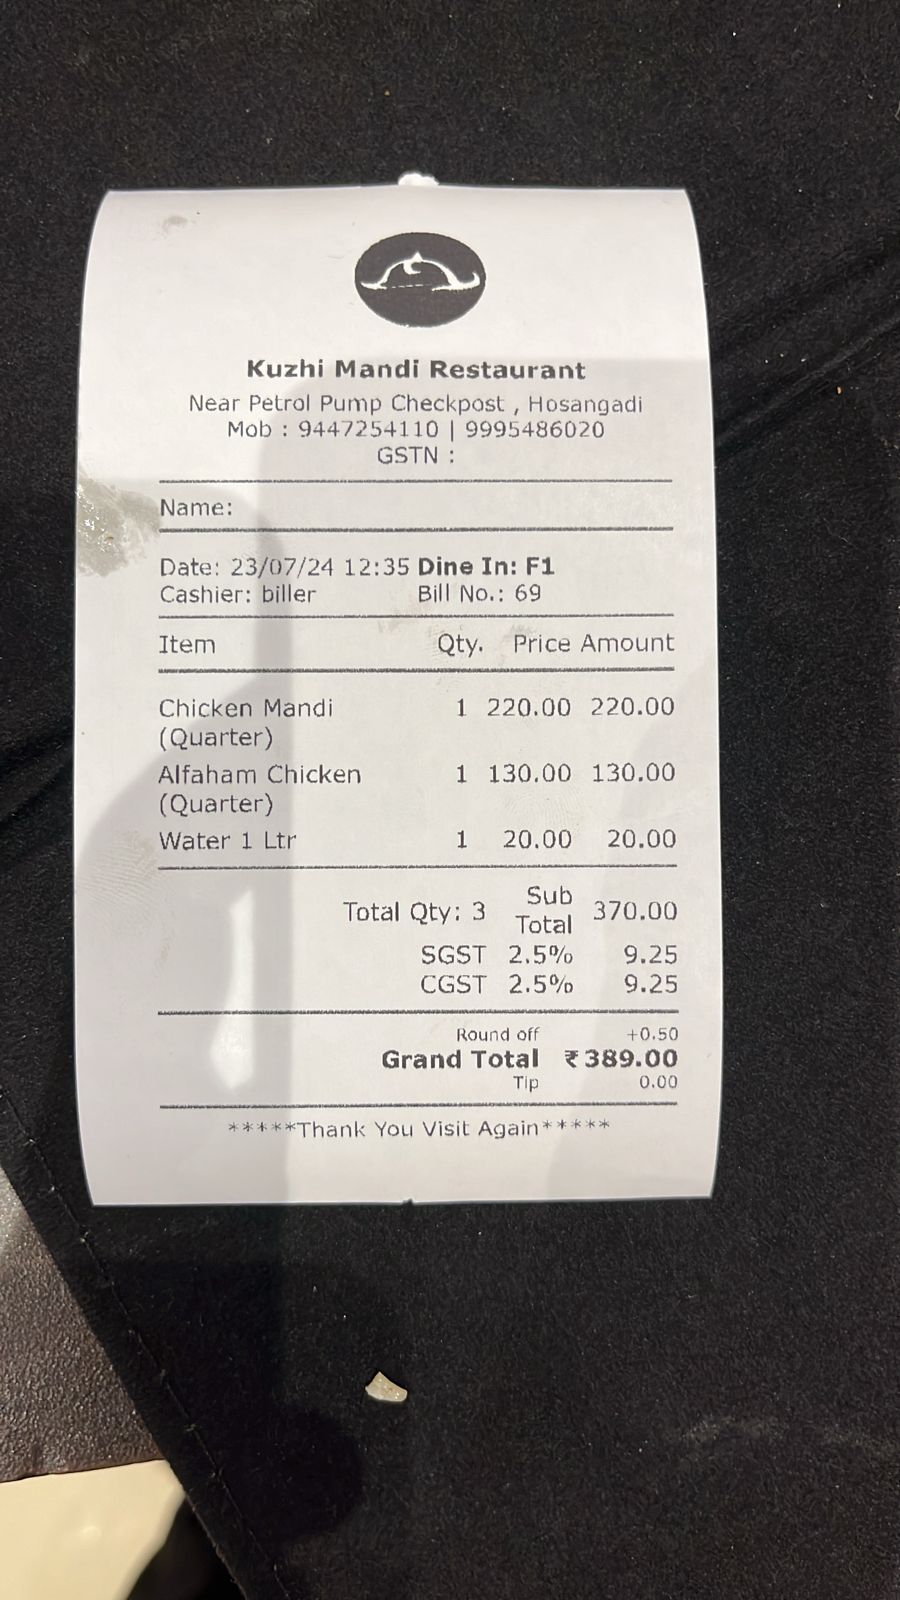 Kuzhi Mandi Restaurant
Near Petrol Pump Checkpost , Hosangadi
Mob : 9447254110 | 9995486020
GSTN :
Name:
Date: 23/07/24 12:35 Dine In: F1
Cashier: biller Bill No.: 69
Item Qty. Price Amount
Chicken Mandi 1 220.00 220.00
(Quarter)
Alfaham Chicken 1 130.00 130.00
(Quarter)
Water 1 Ltr 1 20.00 20.00
Total Qty: 3 Sub Total 370.00
SGST 2.5% 9.25
CGST 2.5% 9.25
Round off +0.50
Grand Total ₹389.00
Tip 0.00
*****Thank You Visit Again*****